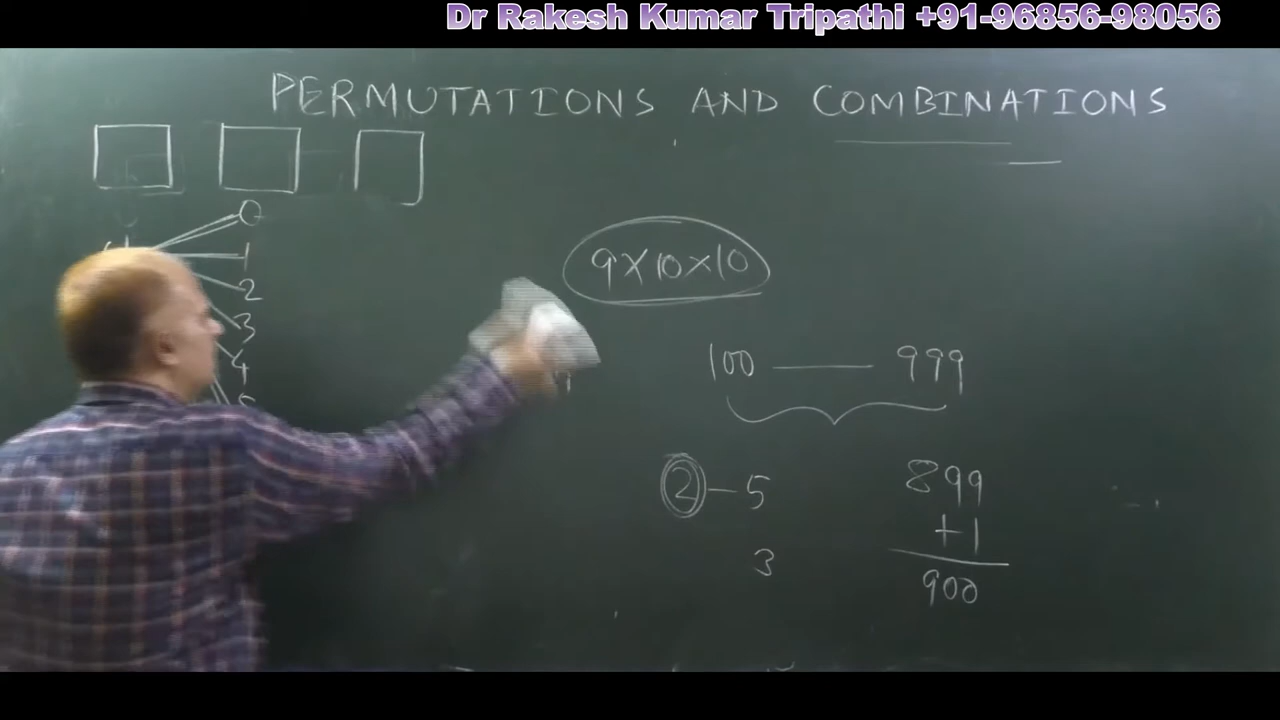 Dr Rakesh Kumar Tripathi +91-96856-98056
PERMUTATIONS AND COMBINATIONS
0
1
2
3
4
9×10×10
100 — 999
2 – 5
3
899
+1
900